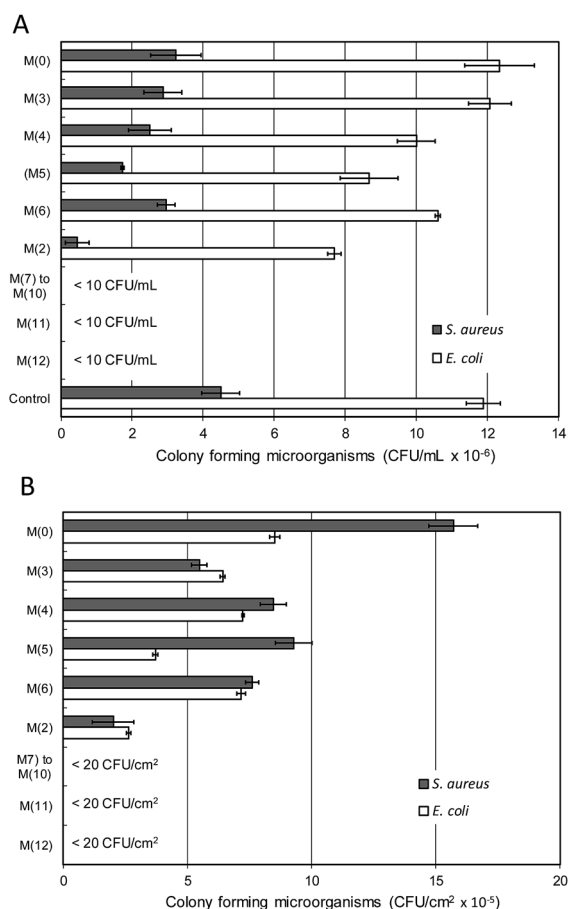 A
M(0)
M(3)
M(4)
(M5)
M(6)
M(2)
M(7) to
M(10)
< 10 CFU/mL
M(11)
< 10 CFU/mL
M(12)
< 10 CFU/mL
Control
S. aureus
E. coli
0 2 4 6 8 10 12 14
Colony forming microorganisms (CFU/mL x 10-6)
B
M(0)
M(3)
M(4)
M(5)
M(6)
M(2)
M7) to
M(10)
< 20 CFU/cm²
M(11)
< 20 CFU/cm²
M(12)
< 20 CFU/cm²
S. aureus
E. coli
0 5 10 15 20
Colony forming microorganisms (CFU/cm² x 10-5)